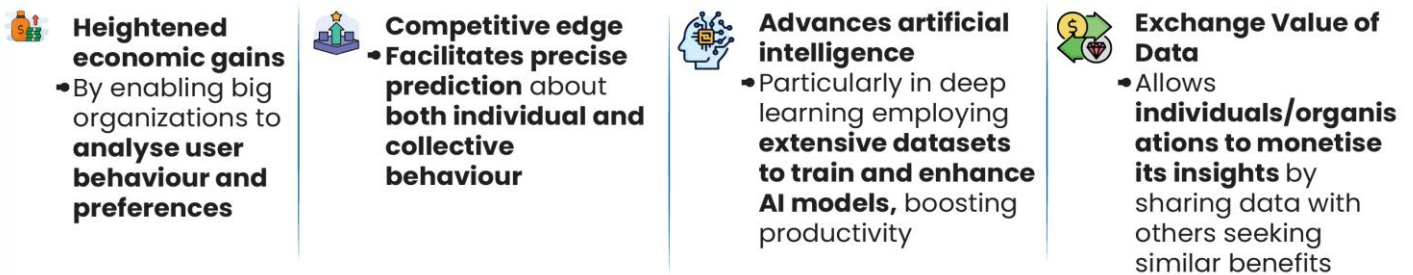 Heightened
economic gains
➨By enabling big
organizations to
analyse user
behaviour and
preferences
Competitive edge
➨Facilitates precise
prediction about
both individual and
collective
behaviour
Advances artificial
intelligence
➨Particularly in deep
learning employing
extensive datasets
to train and enhance
AI models, boosting
productivity
Exchange Value of
Data
➨Allows
individuals/organis
ations to monetise
its insights by
sharing data with
others seeking
similar benefits